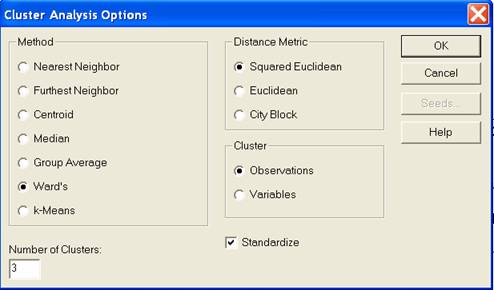 Cluster Analysis Options
Method
Nearest Neighbor
Furthest Neighbor
Centroid
Median
Group Average
Ward's
k-Means
Number of Clusters:
3
Distance Metric
Squared Euclidean
Euclidean
City Block
Cluster
Observations
Variables
Standardize
OK
Cancel
Seeds...
Help